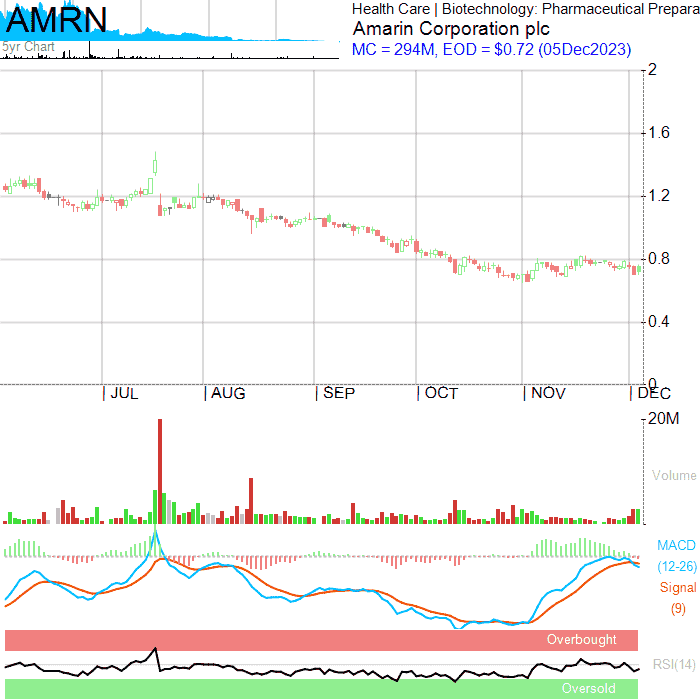 AMRN
5yr Chart
Health Care | Biotechnology: Pharmaceutical Prepara
Amarin Corporation plc
MC = 294M, EOD = $0.72 (05Dec2023)
2
1.6
1.2
0.8
0.4
0
| JUL | AUG | SEP | OCT | NOV | DEC
20M
Volume
MACD
(12-26)
Signal
(9)
Overbought
RSI(14)
Oversold